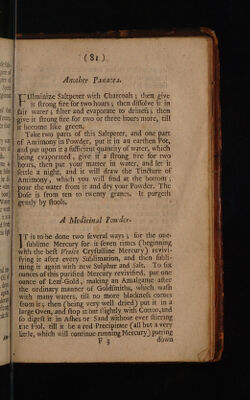 ( 81 )
Another Panacea.
Fulminize Saltpeter with Charcoals; then give
it strong fire for two hours; then dissolve it in
fair water; filter and evaporate to driness; then
give it strong fire for two or three hours more, till
it become like green.
Take two parts of this Saltpeter, and one part
of Antimony in Powder, put it in an earthen Pot,
and put upon it a sufficient quantity of water, which
being evaporated, give it a strong fire for two
hours, then put your matter in water, and let it
settle a night, and it will draw the Tincture of
Antimony, which you will find at the bottom;
pour the water from it and dry your Powder. The
Dose is from ten to twenty granes. It purgeth
gently by stools.
A Medicinal Powder.
IT is to be done two several ways; for the one
sublime Mercury for it seven times (beginning
with the best Venice Crystalline Mercury) revivi-
fying it after every Sublimation, and then subli-
ming it again with new Sulphur and Salt. To six
ounces of this purified Mercury revivified, put one
ounce of Leaf-Gold, making an Amalgame after
the ordinary manner of Goldsmiths, which wash
with many waters, till no more blackness comes
from it; then (being very well dried) put it in a
large Oven, and stop it but slightly with Cotton, and
so digest it in Ashes or Sand without ever stirring
the Fiol, till it be a red Precipitate (all but a very
little, which will continue running Mercury) putting
F 3 down